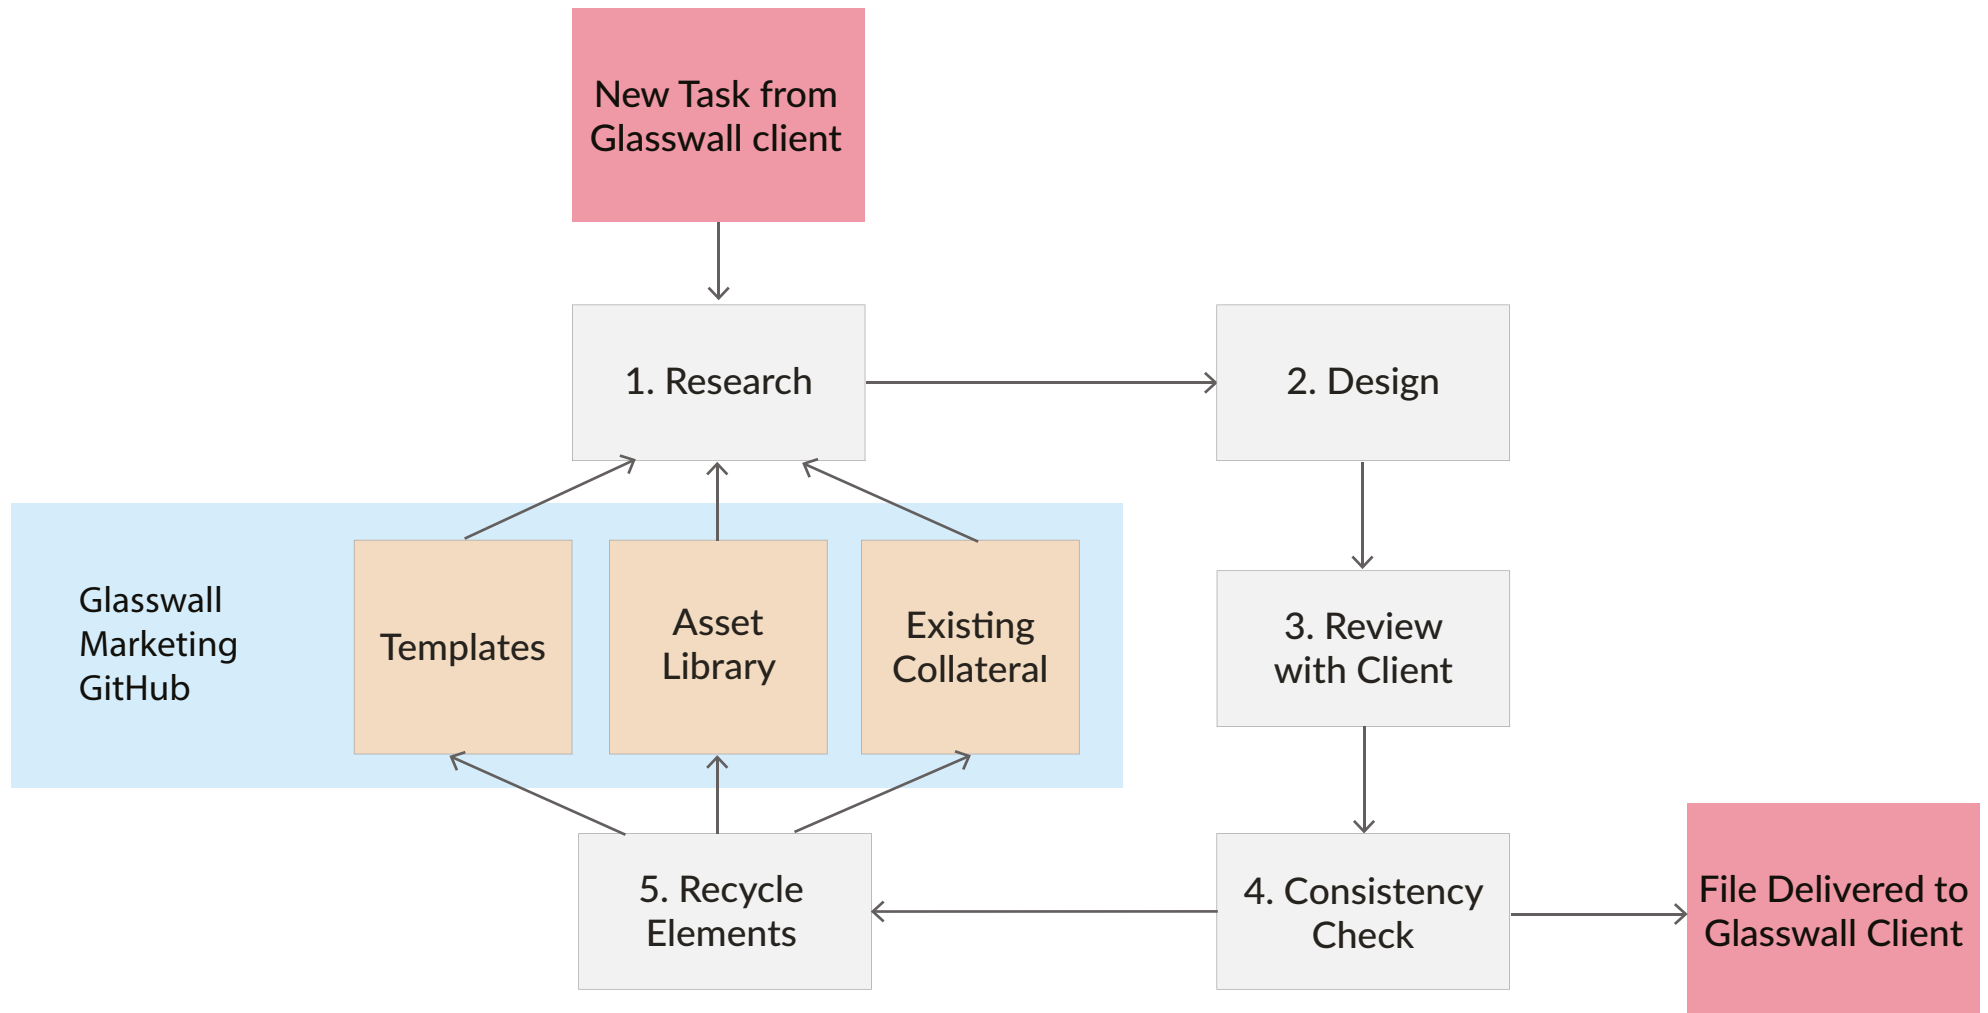 New Task from
Glasswall client
1. Research
2. Design
Glasswall
Marketing
GitHub
Templates
Asset
Library
Existing
Collateral
3. Review
with Client
5. Recycle
Elements
4. Consistency
Check
File Delivered to
Glasswall Client